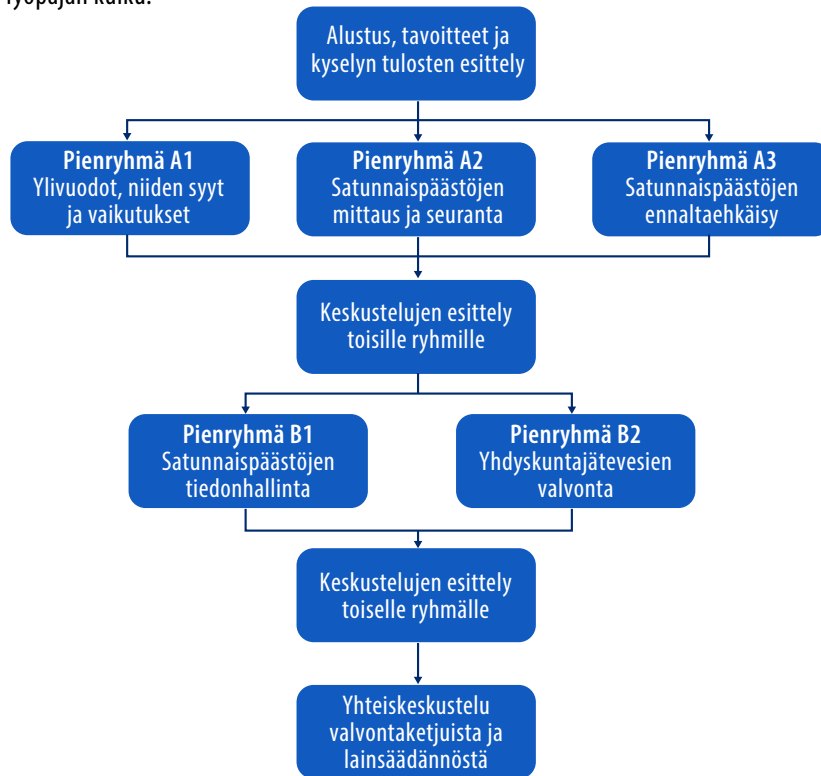 Työpajan kulku:
Alustus, tavoitteet ja
kyselyn tulosten esittely
Pienryhmä A1
Ylivuodot, niiden syyt
ja vaikutukset
Pienryhmä A2
Satunnaispäästöjen
mittaus ja seuranta
Pienryhmä A3
Satunnaispäästöjen
ennaltaehkäisy
Keskustelujen esittely
toisille ryhmille
Pienryhmä B1
Satunnaispäästöjen
tiedonhallinta
Pienryhmä B2
Yhdyskuntajätevesien
valvonta
Keskustelujen esittely
toiselle ryhmälle
Yhteiskeskustelu
valvontaketjuista ja
lainsäädännöstä